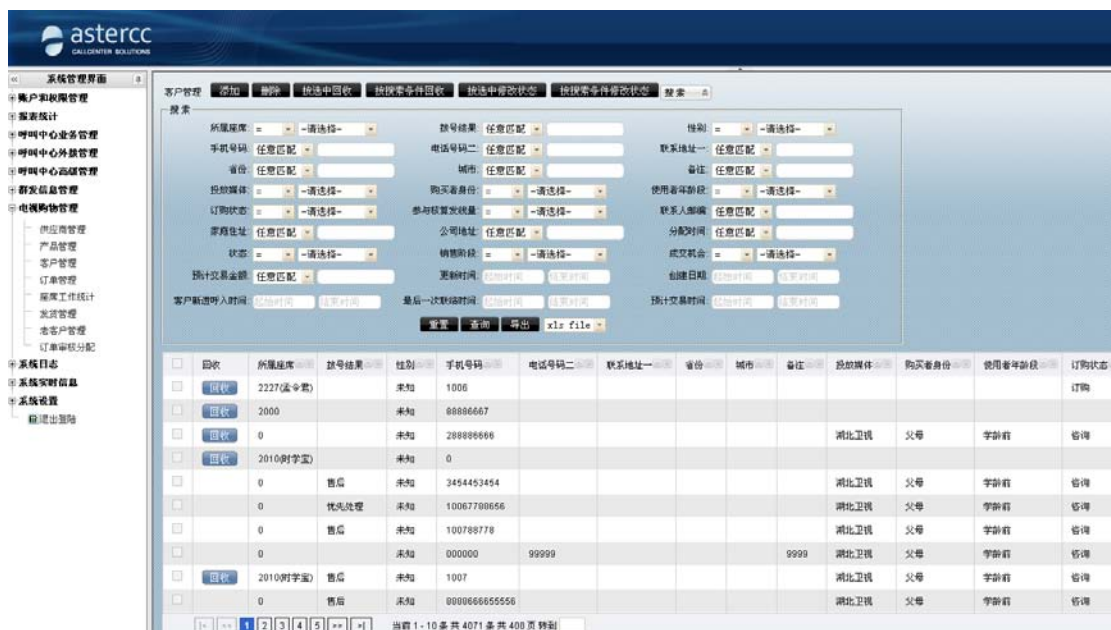 astercc
CALLCENTER SOLUTIONS
系统管理界面
账户和权限管理
报表统计
呼叫中心业务管理
呼叫中心外拨管理
呼叫中心高级管理
群发信息管理
电视购物管理
供应商管理
产品管理
客户管理
订单管理
座席工作统计
发货管理
老客户管理
订单审核分配
系统日志
系统实时信息
系统设置
退出登陆
客户管理 添加 删除 按选中回收 按搜索条件回收 按选中修改状态 按搜索条件修改状态 搜索
搜索
所属座席: = -请选择- 拨号结果: 任意匹配 性别: = -请选择-
手机号码: 任意匹配 电话号码二: 任意匹配 联系地址一: 任意匹配
省份: 任意匹配 城市: 任意匹配 备注: 任意匹配
投放媒体: = -请选择- 购买者身份: = -请选择- 使用者年龄段: = -请选择-
订购状态: = -请选择- 参与核算发线量: = -请选择- 联系人邮编: 任意匹配
家庭住址: 任意匹配 公司地址: 任意匹配 分配时间: 任意匹配
状态: = -请选择- 销售阶段: = -请选择- 成交机会: = -请选择-
预计交易金额: 任意匹配 更新时间: 起始时间 结束时间 创建日期: 起始时间 结束时间
客户新进呼入时间: 起始时间 结束时间 最后一次联络时间: 起始时间 结束时间 预计交易时间: 起始时间 结束时间
重置 查询 导出 xls file
回收 所属座席 拨号结果 性别 手机号码 电话号码二 联系地址一 省份 城市 备注 投放媒体 购买者身份 使用者年龄段 订购状态
回收 2227(孟令君) 未知 1006 订购
回收 2000 未知 88886667
回收 0 未知 288886666 湖北卫视 父母 学龄前 咨询
回收 2010(时学宝) 未知 0
0 售后 未知 3454453454 湖北卫视 父母 学龄前 咨询
0 优先处理 未知 10067788656 湖北卫视 父母 学龄前 咨询
0 售后 未知 100788778 湖北卫视 父母 学龄前 咨询
0 未知 000000 99999 9999 湖北卫视 父母 学龄前 咨询
回收 2010(时学宝) 售后 未知 1007 湖北卫视 父母 学龄前 咨询
0 售后 未知 8888666655556 湖北卫视 父母 学龄前 咨询
|< << 1 2 3 4 5 >> >| 当前 1 - 10 条 共 4071 条 共 408 页 转到